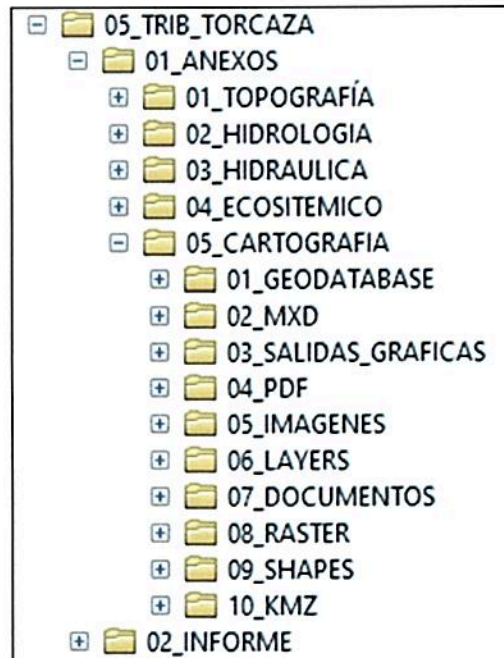 05_TRIB_TORCAZA
01_ANEXOS
01_TOPOGRAFÍA
02_HIDROLOGIA
03_HIDRAULICA
04_ECOSITEMICO
05_CARTOGRAFIA
01_GEODATABASE
02_MXD
03_SALIDAS_GRAFICAS
04_PDF
05_IMAGENES
06_LAYERS
07_DOCUMENTOS
08_RASTER
09_SHAPES
10_KMZ
02_INFORME